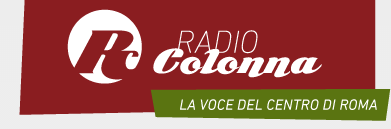 R
RADIO
Colonna
LA VOCE DEL CENTRO DI ROMA